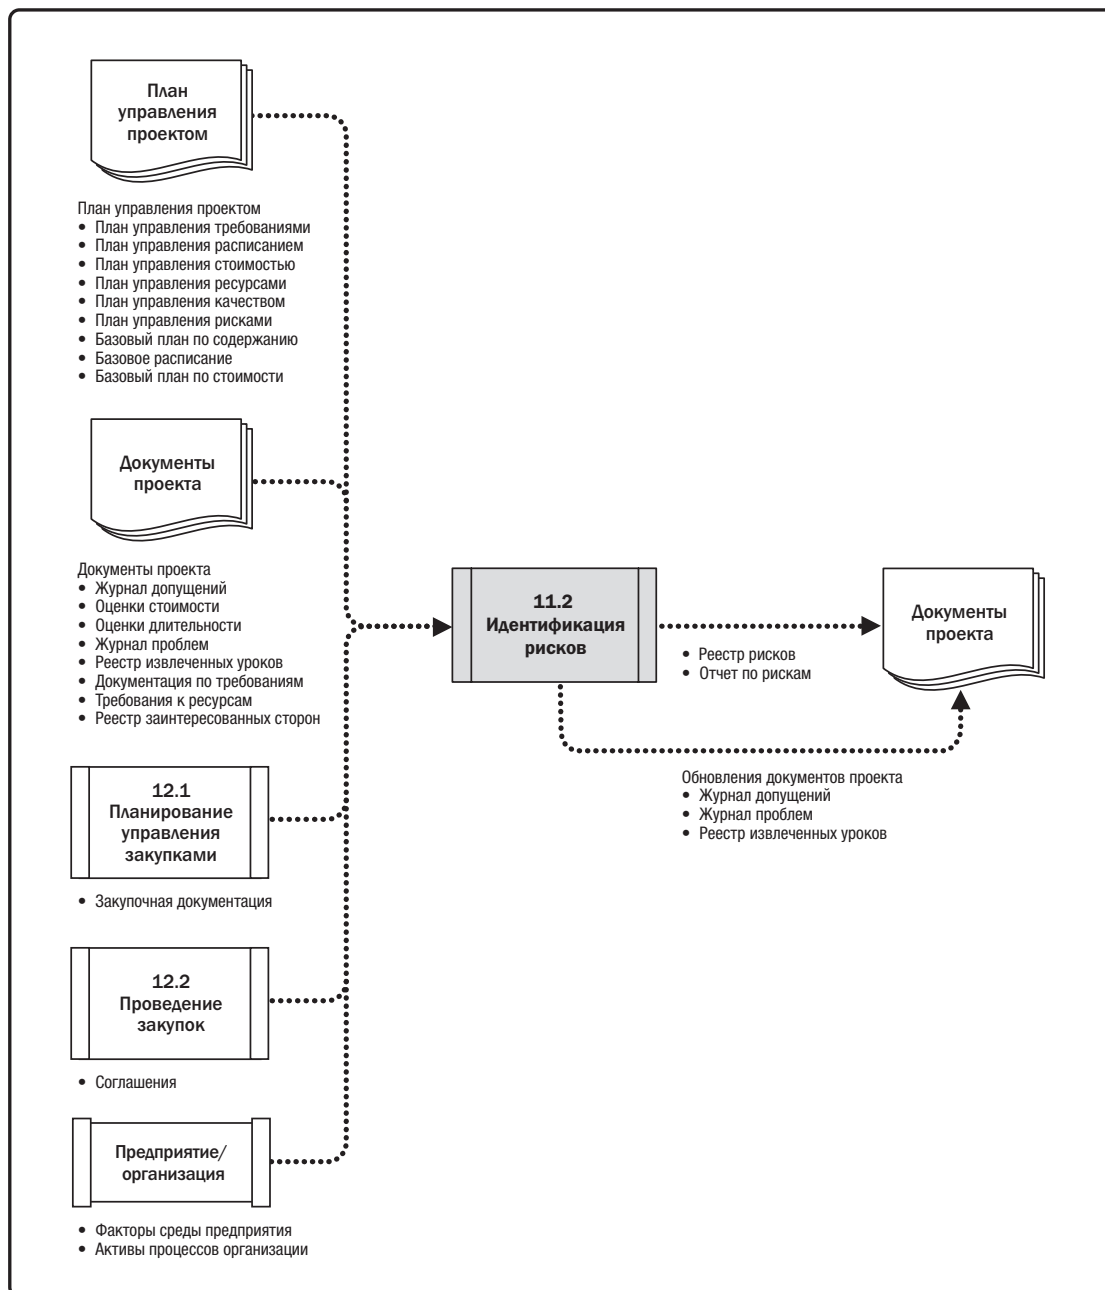 План
управления
проектом
План управления проектом
• План управления требованиями
• План управления расписанием
• План управления стоимостью
• План управления ресурсами
• План управления качеством
• План управления рисками
• Базовый план по содержанию
• Базовое расписание
• Базовый план по стоимости
Документы
проекта
Документы проекта
• Журнал допущений
• Оценки стоимости
• Оценки длительности
• Журнал проблем
• Реестр извлеченных уроков
• Документация по требованиям
• Требования к ресурсам
• Реестр заинтересованных сторон
12.1
Планирование
управления
закупками
• Закупочная документация
12.2
Проведение
закупок
• Соглашения
Предприятие/
организация
• Факторы среды предприятия
• Активы процессов организации
11.2
Идентификация
рисков
• Реестр рисков
• Отчет по рискам
Документы
проекта
Обновления документов проекта
• Журнал допущений
• Журнал проблем
• Реестр извлеченных уроков